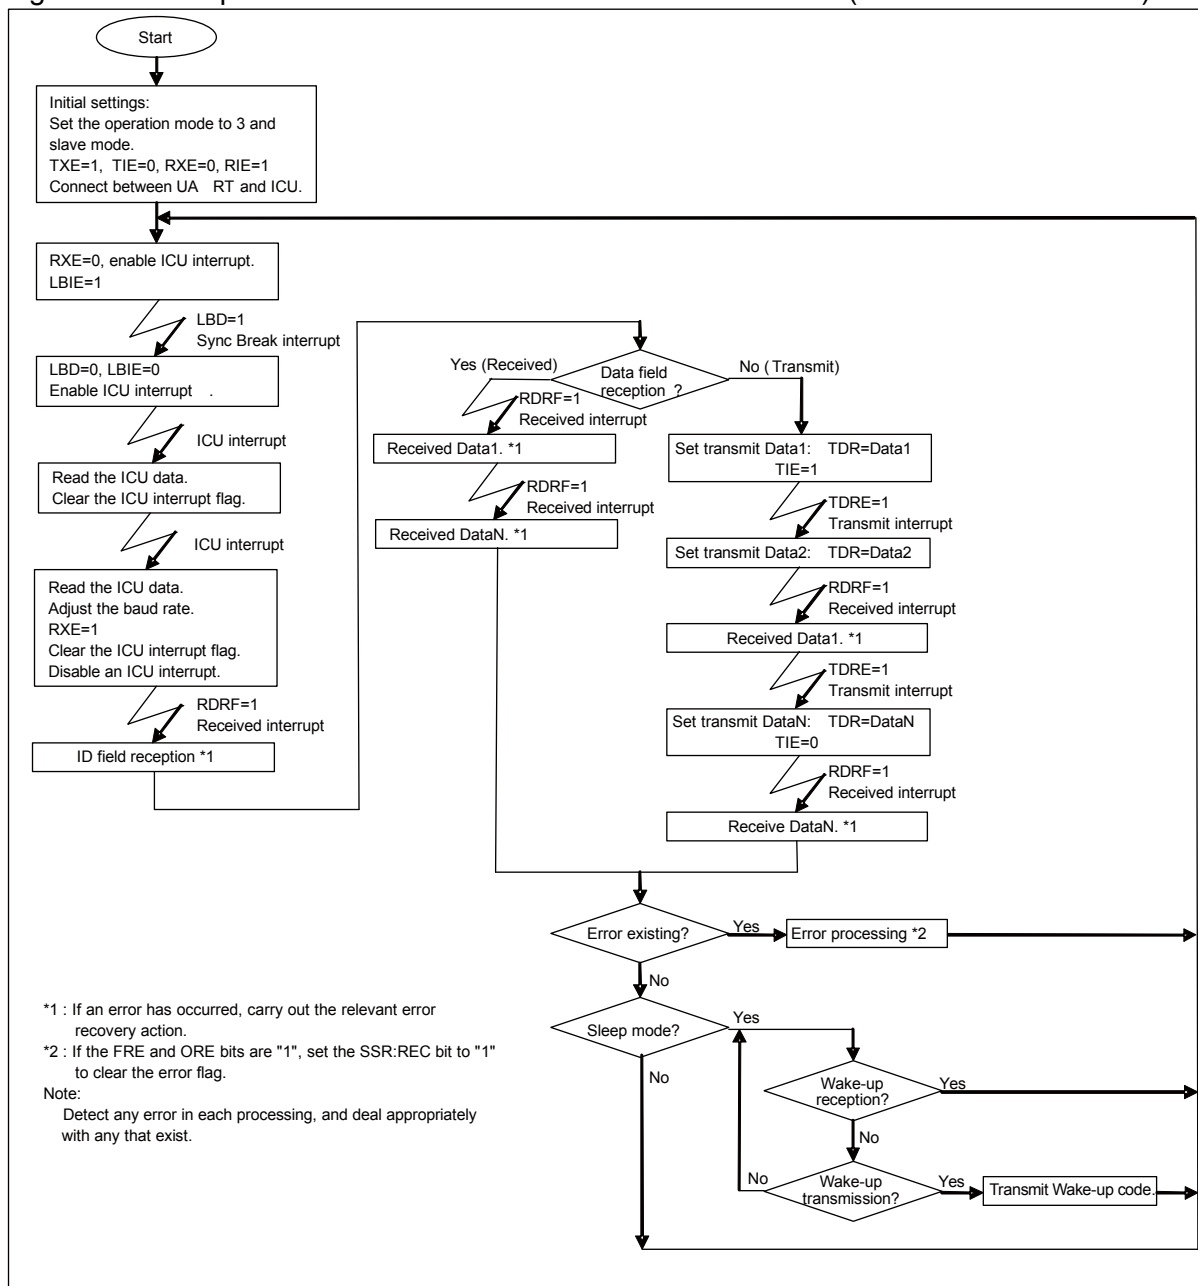 Start
Initial settings:
Set the operation mode to 3 and
slave mode.
TXE=1, TIE=0, RXE=0, RIE=1
Connect between UA RT and ICU.
RXE=0, enable ICU interrupt.
LBIE=1
LBD=1
Sync Break interrupt
LBD=0, LBIE=0
Enable ICU interrupt .
ICU interrupt
Read the ICU data.
Clear the ICU interrupt flag.
ICU interrupt
Read the ICU data.
Adjust the baud rate.
RXE=1
Clear the ICU interrupt flag.
Disable an ICU interrupt.
RDRF=1
Received interrupt
ID field reception *1
Data field
reception ?
Yes (Received)
RDRF=1
Received interrupt
Received Data1. *1
RDRF=1
Received interrupt
Received DataN. *1
No ( Transmit)
Set transmit Data1: TDR=Data1
TIE=1
TDRE=1
Transmit interrupt
Set transmit Data2: TDR=Data2
RDRF=1
Received interrupt
Received Data1. *1
TDRE=1
Transmit interrupt
Set transmit DataN: TDR=DataN
TIE=0
RDRF=1
Received interrupt
Receive DataN. *1
Error existing?
Yes
Error processing *2
No
Sleep mode?
Yes
No
Wake-up
reception?
Yes
No
Wake-up
transmission?
No
Yes
Transmit Wake-up code.
*1 : If an error has occurred, carry out the relevant error
recovery action.
*2 : If the FRE and ORE bits are "1", set the SSR:REC bit to "1"
to clear the error flag.
Note:
Detect any error in each processing, and deal appropriately
with any that exist.